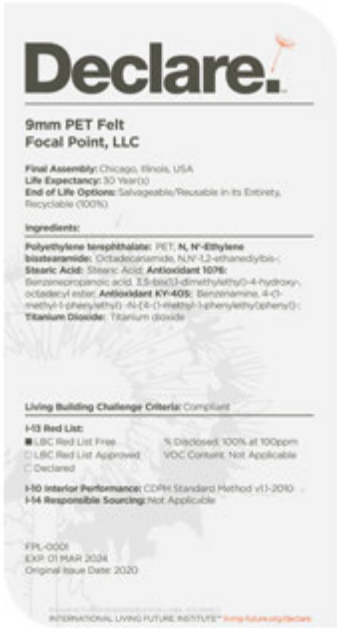 Declare.
9mm PET Felt
Focal Point, LLC
Final Assembly: Chicago, Illinois, USA
Life Expectancy: 30 Year(s)
End of Life Options: Salvageable/Reusable in its Entirety,
Recyclable (100%)
Ingredients:
Polyethylene terephthalate: PET; N, N'-Ethylene
bisstearamide: Octadecanamide, N,N'-1,2-ethanediylbis-;
Stearic Acid: Stearic Acid; Antioxidant 1076:
Benzenepropanoic acid, 3,5-bis(1,1-dimethylethyl)-4-hydroxy-,
octadecyl ester; Antioxidant KY-405: Benzenamine, 4-(1-
methyl-1-phenylethyl)-N-[4-(1-methyl-1-phenylethyl)phenyl]-;
Titanium Dioxide: Titanium dioxide
Living Building Challenge Criteria: Compliant
I-13 Red List:
■ LBC Red List Free % Disclosed: 100% at 100ppm
□ LBC Red List Approved VOC Content: Not Applicable
□ Declared
I-10 Interior Performance: CDPH Standard Method v1.1-2010
I-14 Responsible Sourcing: Not Applicable
FPL-0001
EXP. 01 MAR 2024
Original Issue Date: 2020
INTERNATIONAL LIVING FUTURE INSTITUTE™ living-future.org/declare